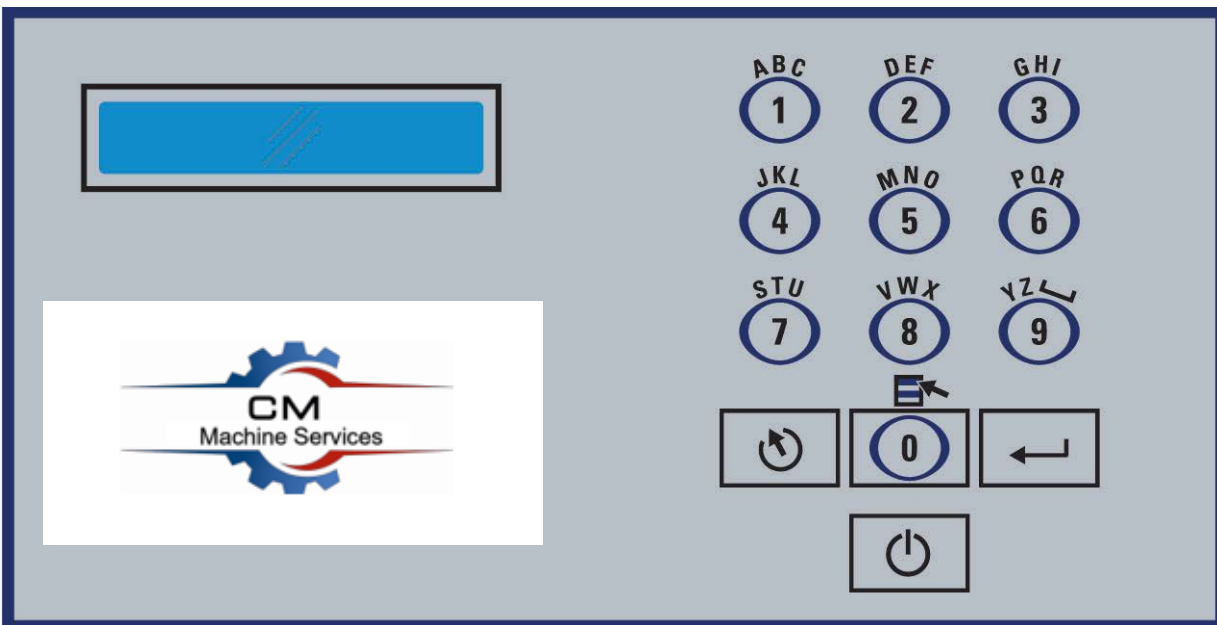 ABC DEF GHI
1 2 3
JKL MNO PQR
4 5 6
STU VWX YZ
7 8 9
CM
Machine Services
0